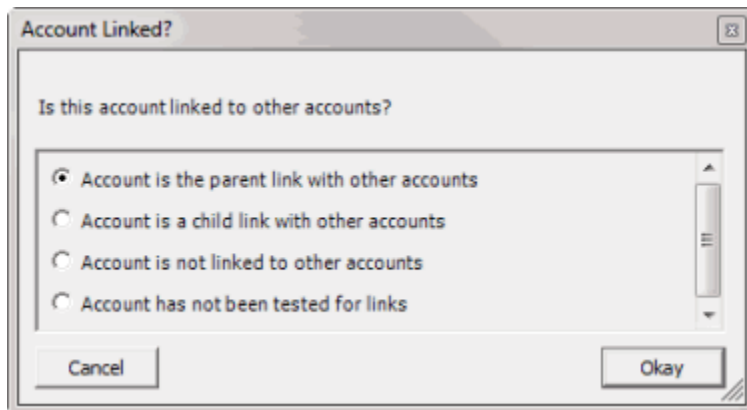 Account Linked?
Is this account linked to other accounts?
Account is the parent link with other accounts
Account is a child link with other accounts
Account is not linked to other accounts
Account has not been tested for links
Cancel Okay